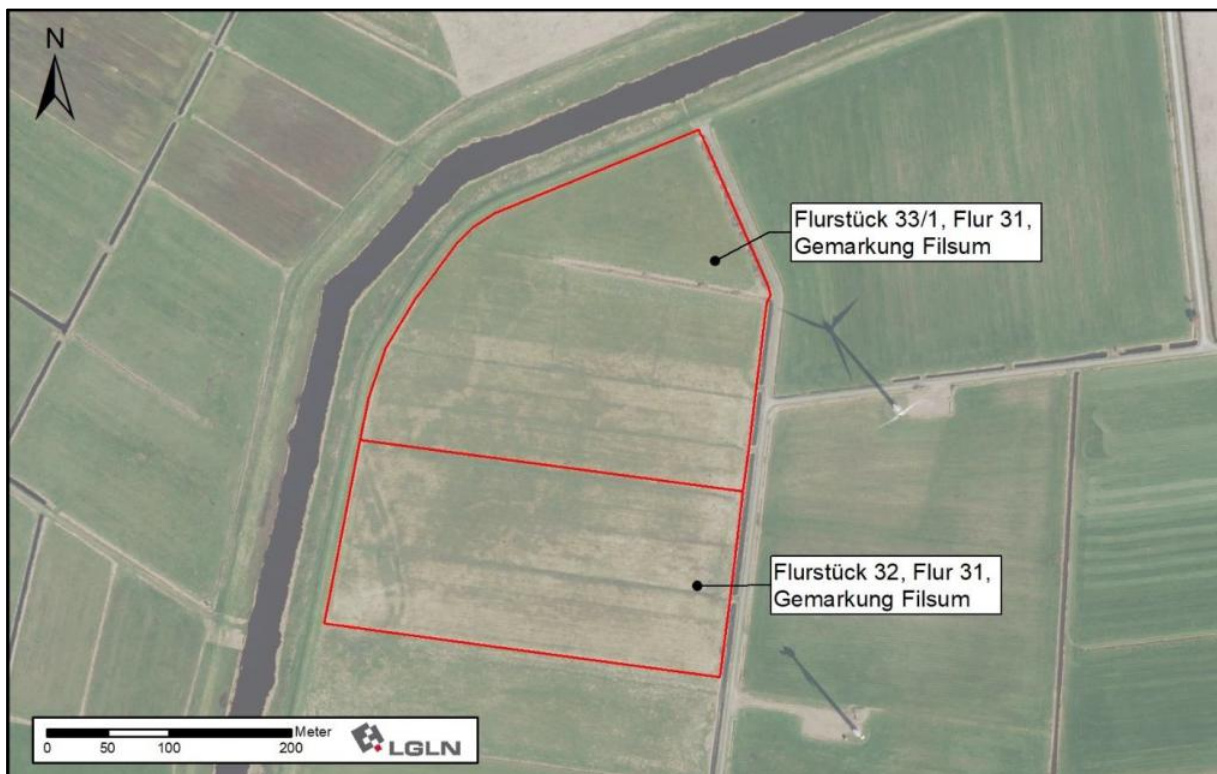 N
Flurstück 33/1, Flur 31,
Gemarkung Filsum
Flurstück 32, Flur 31,
Gemarkung Filsum
Meter
0 50 100 200
LGLN